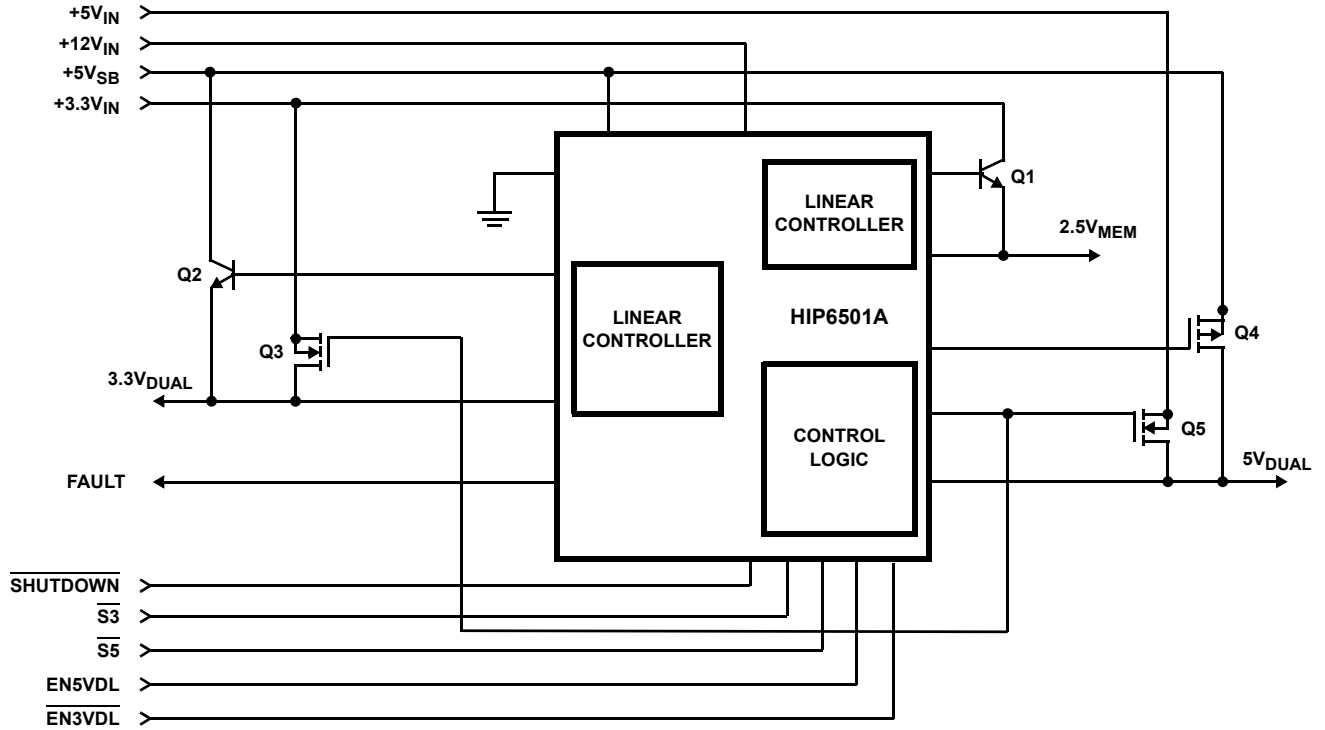 +5VIN
+12VIN
+5VSB
+3.3VIN
Q1
LINEAR
CONTROLLER
2.5VMEM
Q2
LINEAR
CONTROLLER
HIP6501A
Q3
Q4
3.3VDUAL
CONTROL
LOGIC
Q5
5VDUAL
FAULT
SHUTDOWN
S3
S5
EN5VDL
EN3VDL